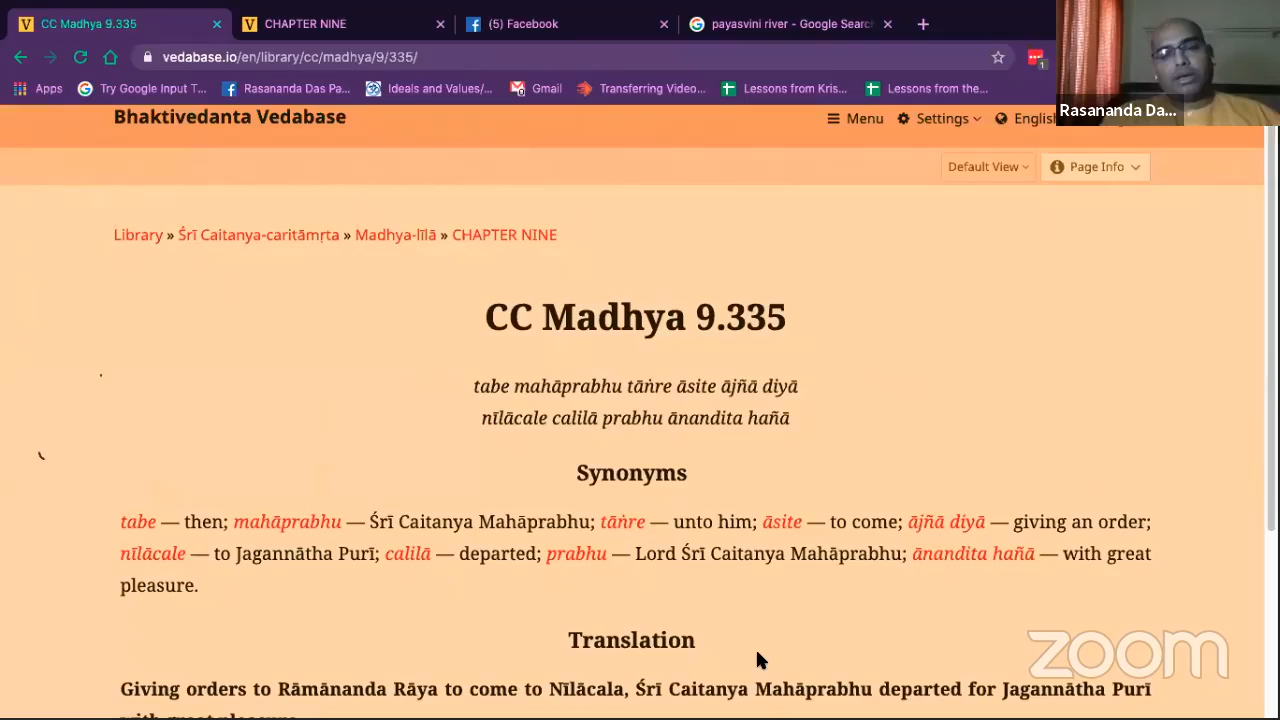 CC Madhya 9.335
CHAPTER NINE
(5) Facebook
payasvini river - Google Search
vedabase.io/en/library/cc/madhya/9/335/
1
Apps
Try Google Input T...
Rasananda Das Pa...
Ideals and Values/...
Gmail
Transferring Video...
Lessons from Kris...
Lessons from the...
Rasananda Da...
Bhaktivedanta Vedabase
Menu
Settings
English
Default View
Page Info
Library » Śrī Caitanya-caritāmṛta » Madhya-līlā » CHAPTER NINE
CC Madhya 9.335
tabe mahāprabhu tāṅre āsite ājñā diyā
nīlācale calilā prabhu ānandita hañā
Synonyms
tabe — then; mahāprabhu — Śrī Caitanya Mahāprabhu; tāṅre — unto him; āsite — to come; ājñā diyā — giving an order;
nīlācale — to Jagannātha Purī; calilā — departed; prabhu — Lord Śrī Caitanya Mahāprabhu; ānandita hañā — with great
pleasure.
Translation
zoom
Giving orders to Rāmānanda Rāya to come to Nīlācala, Śrī Caitanya Mahāprabhu departed for Jagannātha Purī
with great pleasure.